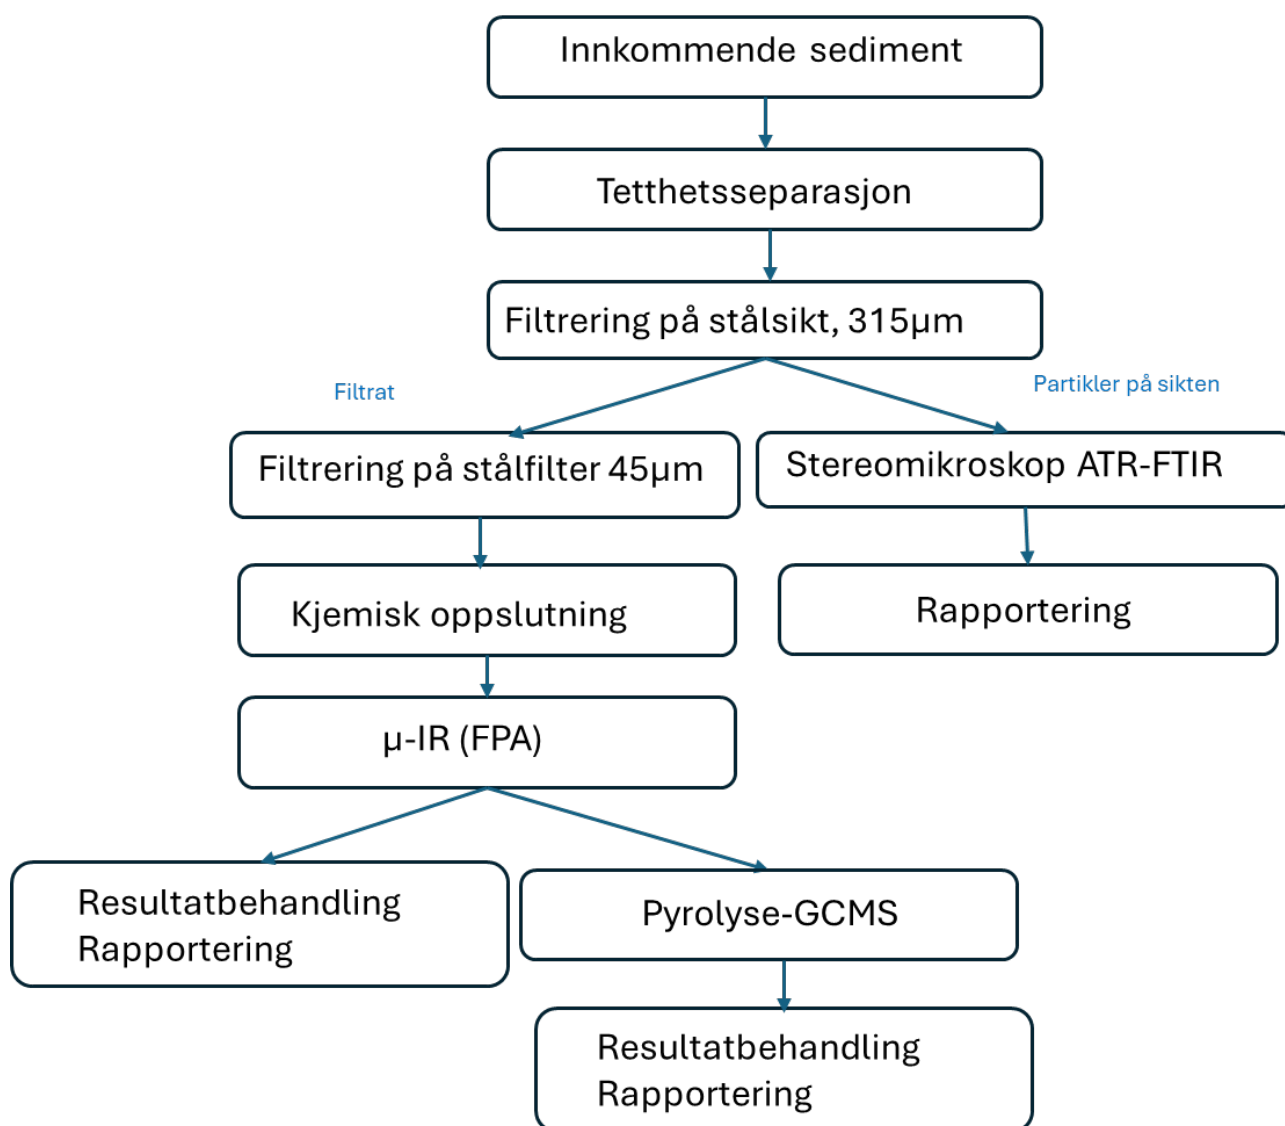 Innkommende sediment
Tetthetsseparasjon
Filtrering på stålsikt, 315µm
Filtrat
Partikler på sikten
Filtrering på stålfilter 45µm
Stereomikroskop ATR-FTIR
Kjemisk oppslutning
Rapportering
µ-IR (FPA)
Resultatbehandling
Rapportering
Pyrolyse-GCMS
Resultatbehandling
Rapportering